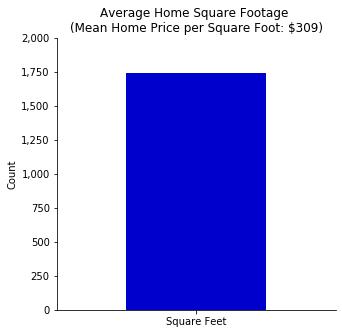 Average Home Square Footage
(Mean Home Price per Square Foot: $309)
2,000
1,750
1,500
1,250
1,000
750
500
250
0
Count
Square Feet